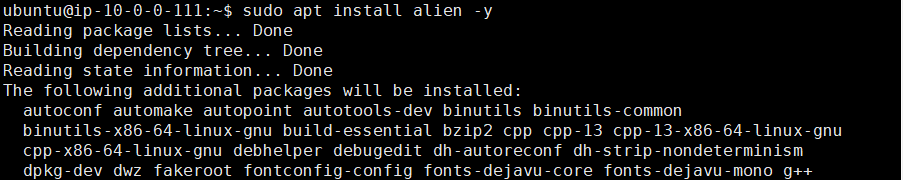 ubuntu@ip-10-0-0-111:~$ sudo apt install alien -y
Reading package lists... Done
Building dependency tree... Done
Reading state information... Done
The following additional packages will be installed:
  autoconf automake autopoint autotools-dev binutils binutils-common
  binutils-x86-64-linux-gnu build-essential bzip2 cpp cpp-13 cpp-13-x86-64-linux-gnu
  cpp-x86-64-linux-gnu debhelper debugedit dh-autoreconf dh-strip-nondeterminism
  dpkg-dev dwz fakeroot fontconfig-config fonts-dejavu-core fonts-dejavu-mono g++